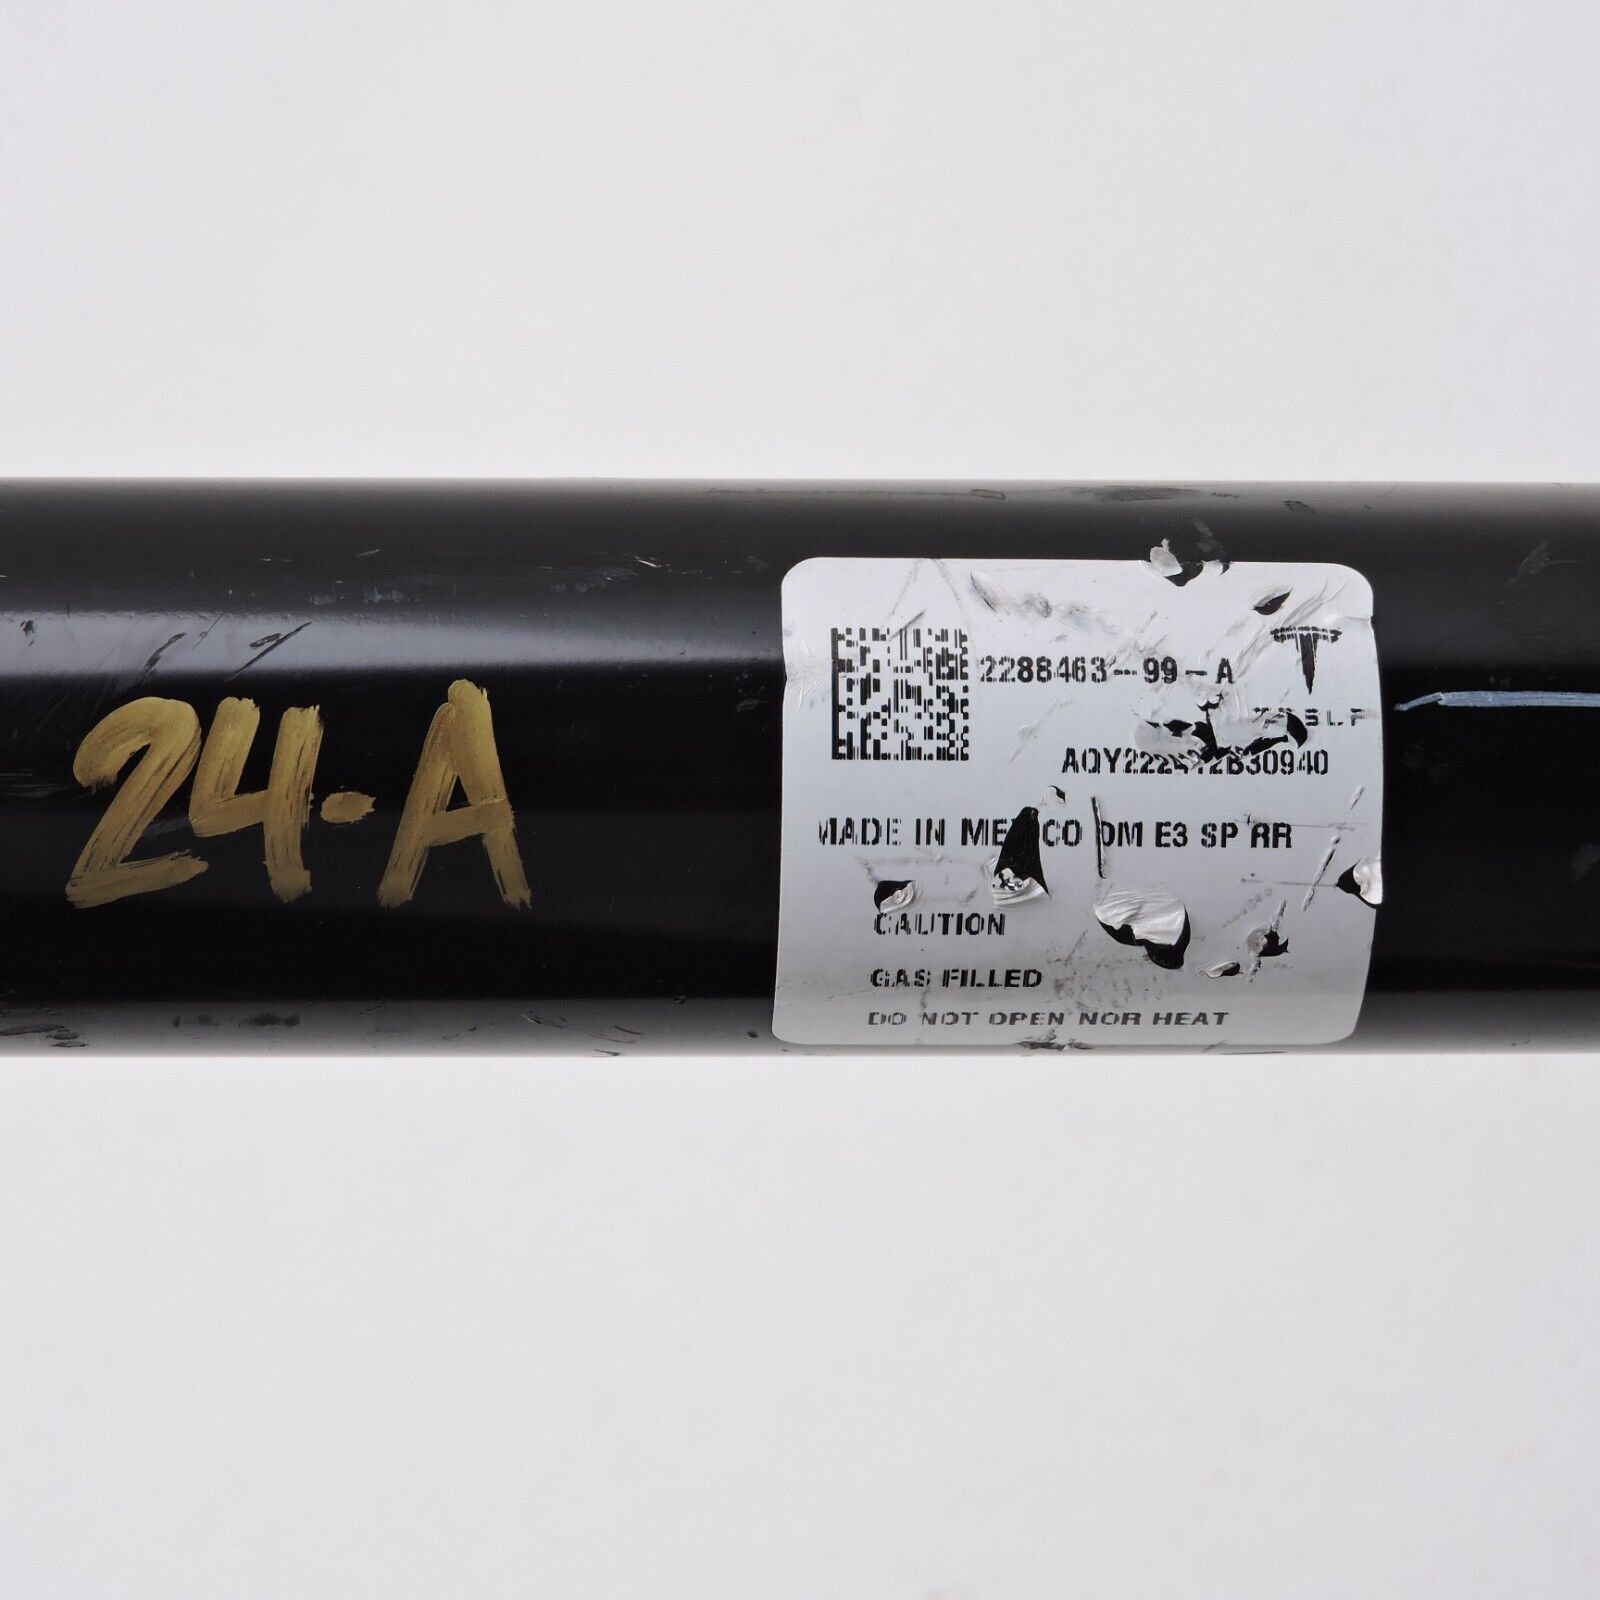 24-A
2288463-99-A
MADE IN MEXICO DM E3 SP RR
CAUTION
GAS FILLED
DO NOT OPEN NOR HEAT